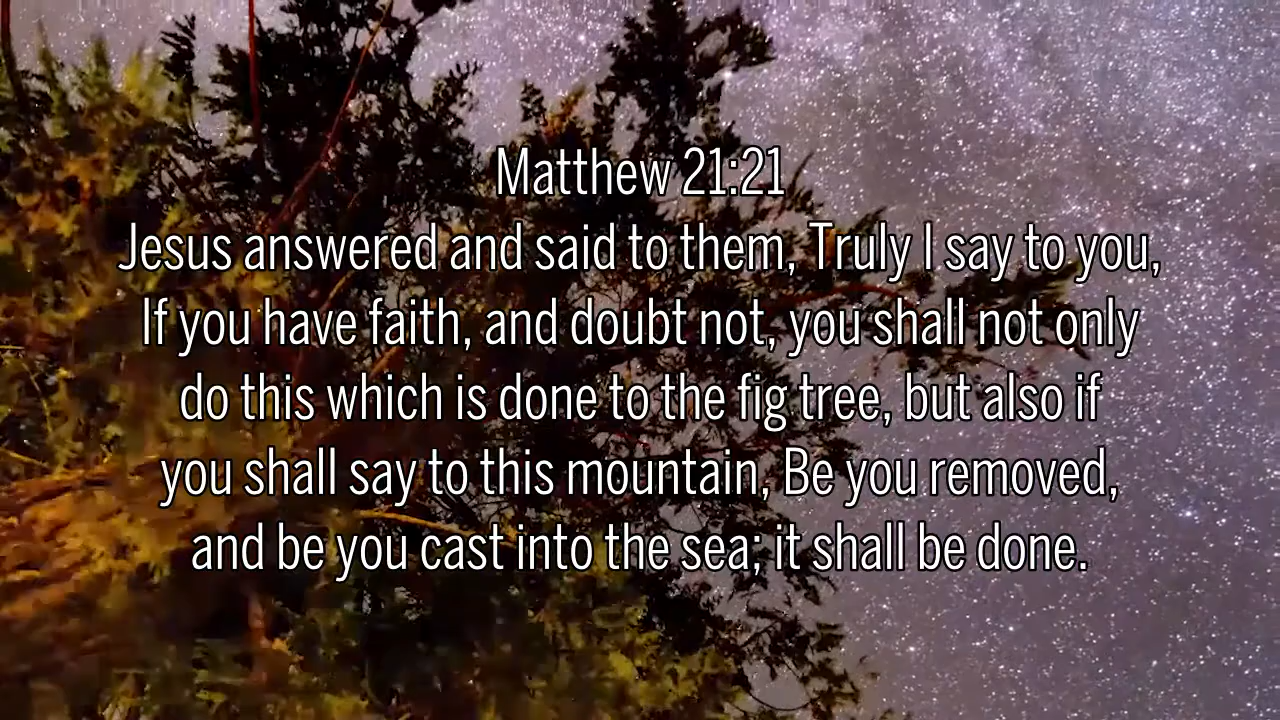 Matthew 21:21
Jesus answered and said to them, Truly I say to you,
If you have faith, and doubt not, you shall not only
do this which is done to the fig tree, but also if
you shall say to this mountain, Be you removed,
and be you cast into the sea; it shall be done.